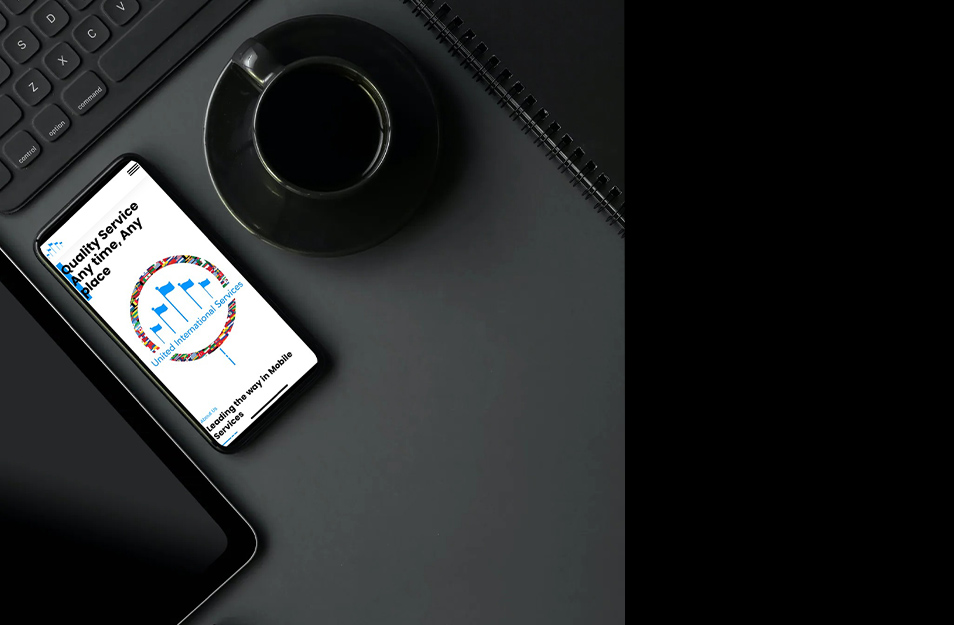 D
V
S
C
Z
X
control
option
command
Quality Service
Any time, Any
place
United International Services
Leading the way in Mobile
Services